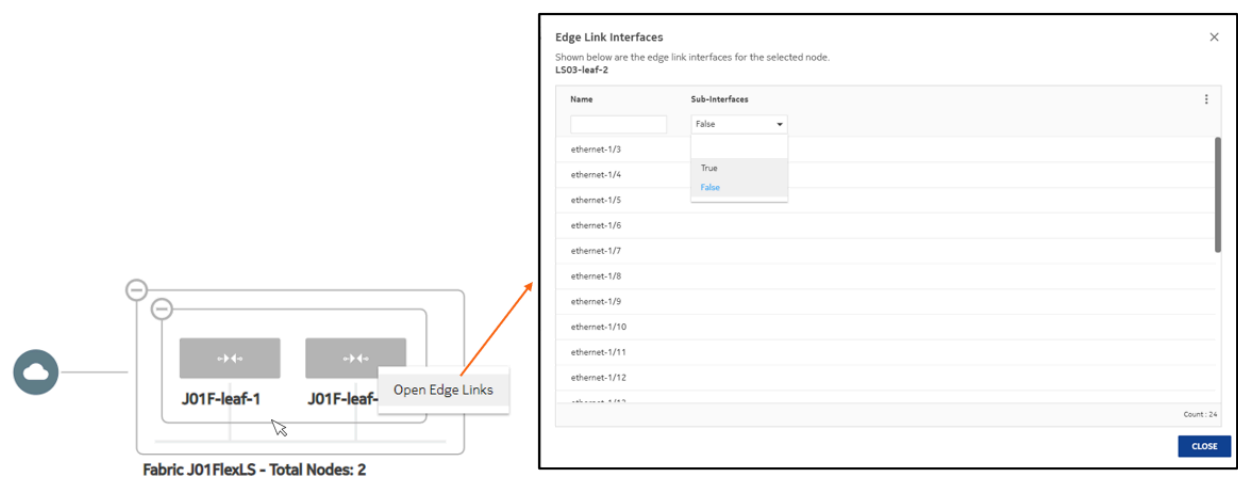 Edge Link Interfaces
Shown below are the edge link interfaces for the selected node.
LS03-leaf-2
Name Sub-Interfaces
False
ethernet-1/3
ethernet-1/4 True
False
ethernet-1/5
ethernet-1/6
ethernet-1/7
ethernet-1/8
ethernet-1/9
ethernet-1/10
ethernet-1/11
ethernet-1/12
ethernet-1/13
Count : 24
CLOSE
J01F-leaf-1 J01F-leaf-
Open Edge Links
Fabric J01FlexLS - Total Nodes: 2